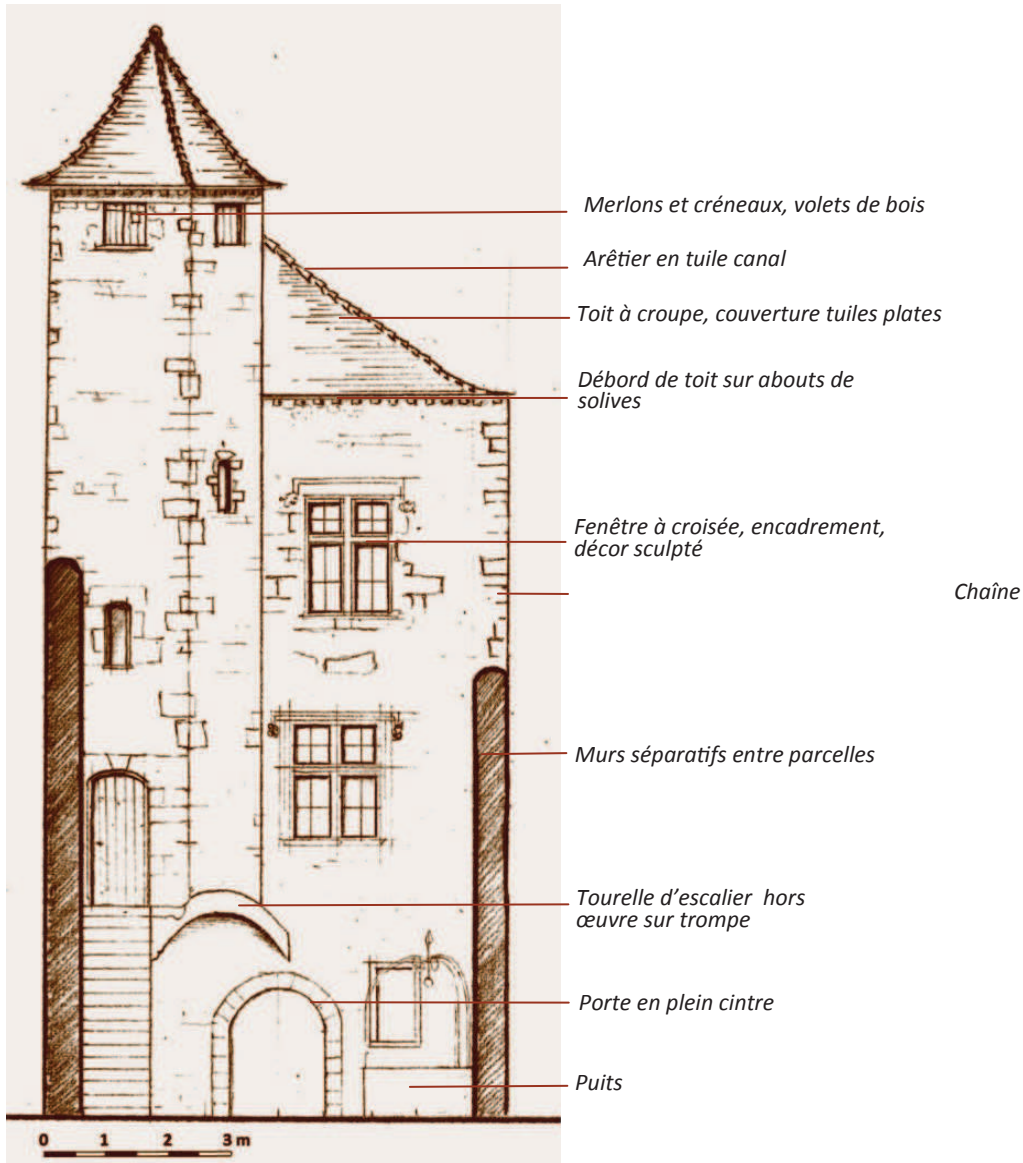 Merlons et créneaux, volets de bois
Arêtier en tuile canal
Toit à croupe, couverture tuiles plates
Débord de toit sur abouts de
solives
Fenêtre à croisée, encadrement,
décor sculpté
Chaîne
Murs séparatifs entre parcelles
Tourelle d’escalier hors
œuvre sur trompe
Porte en plein cintre
Puits
0 1 2 3 m